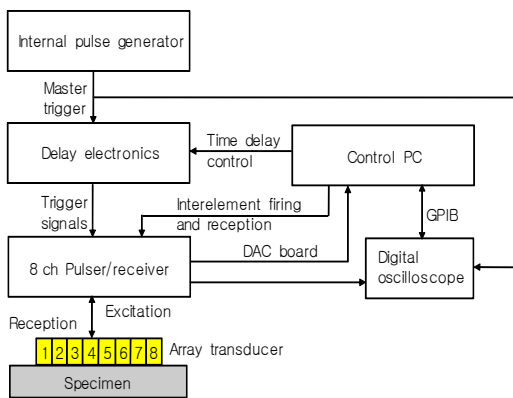 Internal pulse generator
Master
trigger
Delay electronics
Time delay
control
Control PC
Trigger
signals
Interelement firing
and reception
GPIB
DAC board
8 ch Pulser/receiver
Digital
oscilloscope
Excitation
Reception
1 2 3 4 5 6 7 8
Array transducer
Specimen